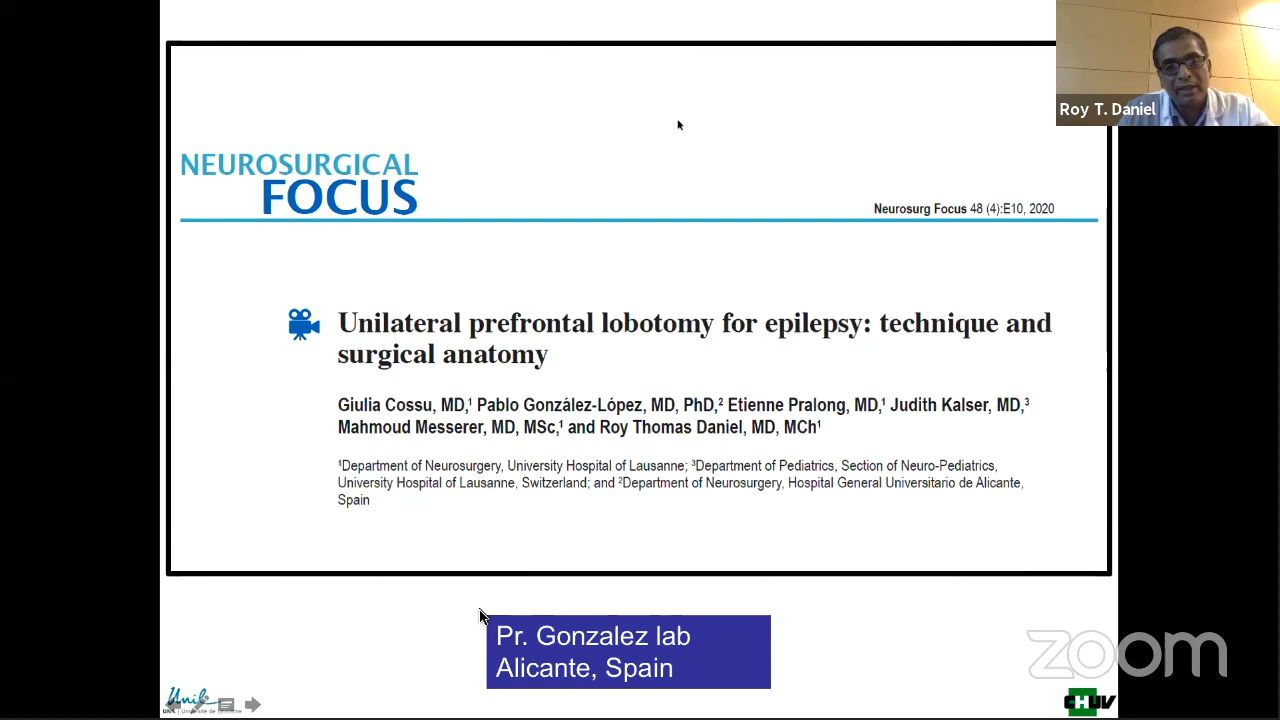 Roy T. Daniel
NEUROSURGICAL
FOCUS
Neurosurg Focus 48 (4):E10, 2020
Unilateral prefrontal lobotomy for epilepsy: technique and
surgical anatomy
Giulia Cossu, MD,¹ Pablo González-López, MD, PhD,² Etienne Pralong, MD,¹ Judith Kalser, MD,³
Mahmoud Messerer, MD, MSc,¹ and Roy Thomas Daniel, MD, MCh¹
¹Department of Neurosurgery, University Hospital of Lausanne; ³Department of Pediatrics, Section of Neuro-Pediatrics,
University Hospital of Lausanne, Switzerland; and ²Department of Neurosurgery, Hospital General Universitario de Alicante,
Spain
Pr. Gonzalez lab
Alicante, Spain
zoom
Unil
CHUV